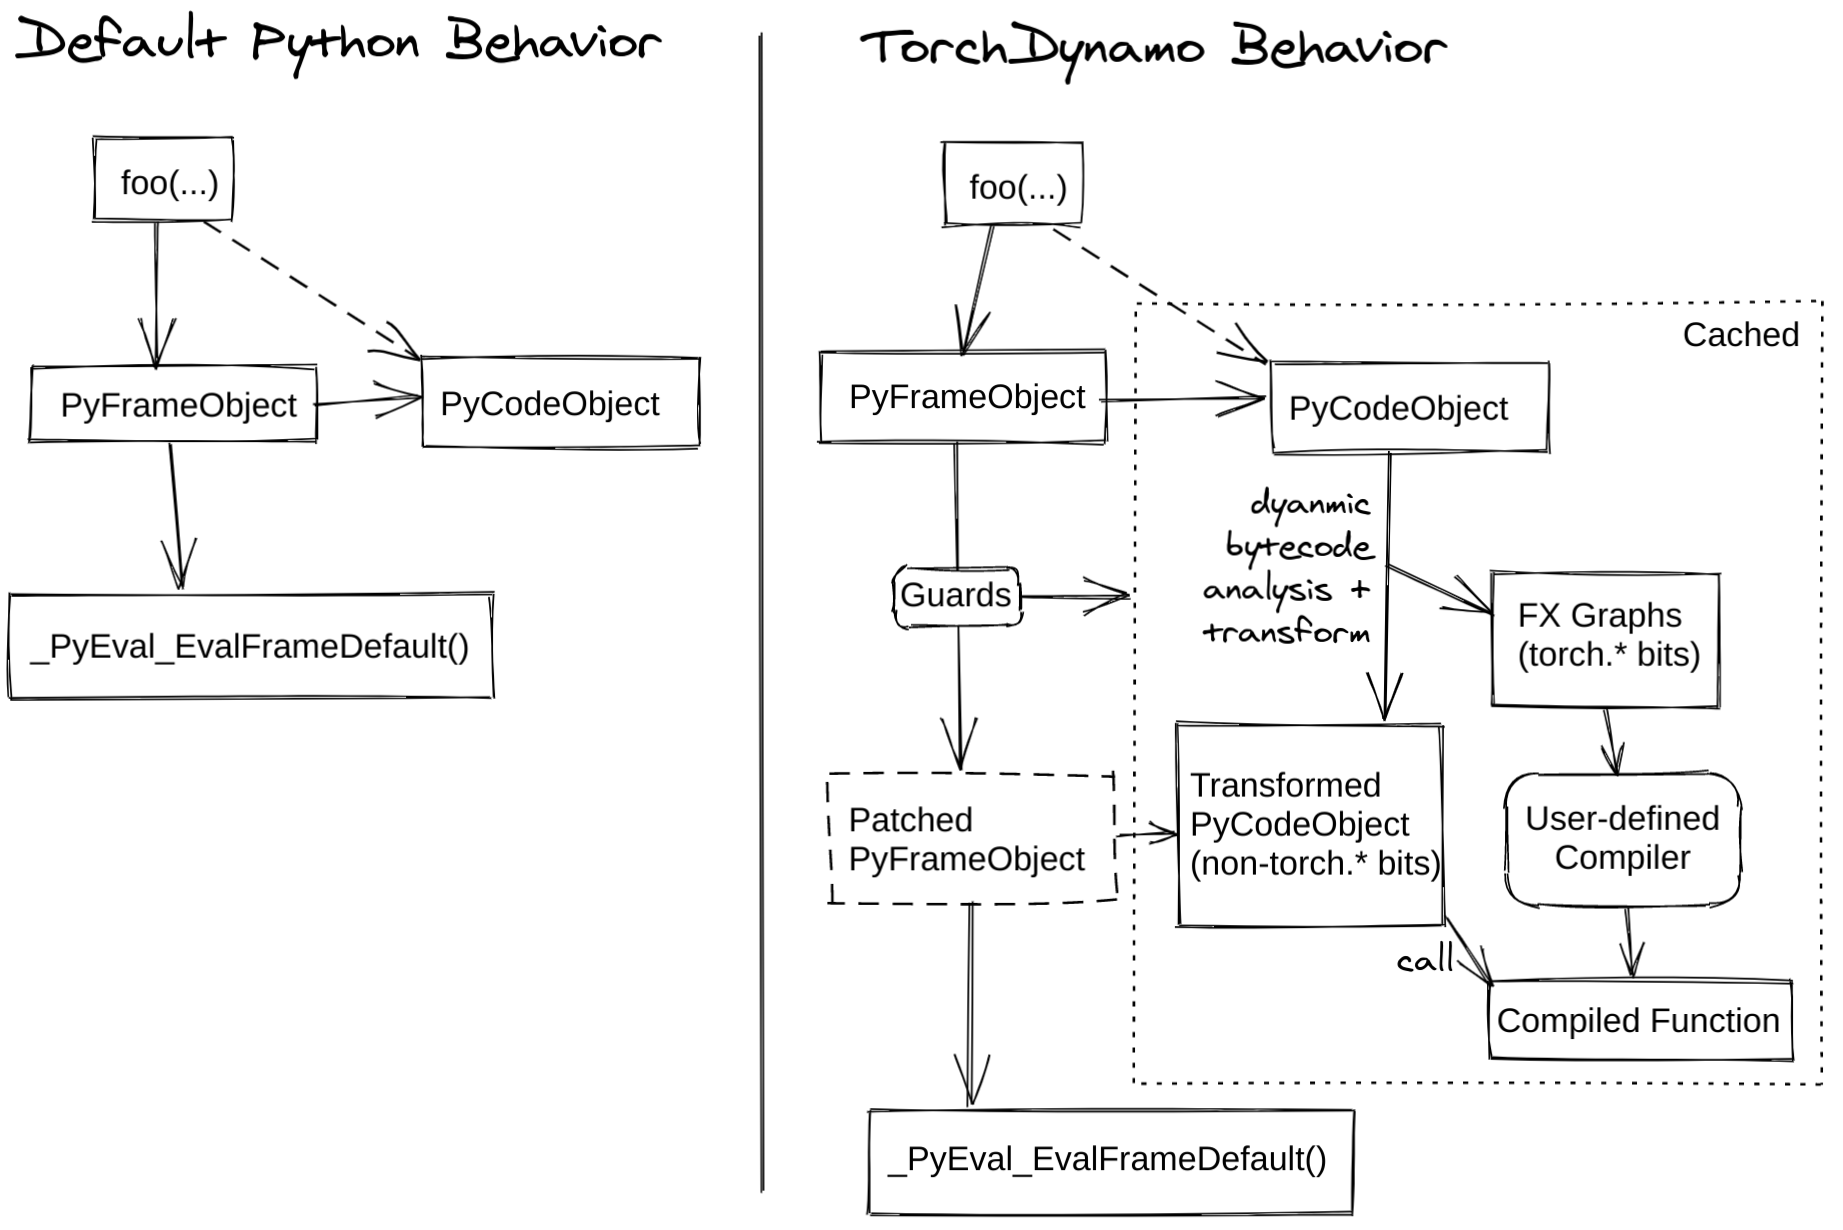 Default Python Behavior
foo(...)
PyFrameObject
PyCodeObject
_PyEval_EvalFrameDefault()
TorchDynamo Behavior
foo(...)
Cached
PyFrameObject
PyCodeObject
dyanmic
bytecode
analysis +
transform
Guards
FX Graphs
(torch.* bits)
Patched
PyFrameObject
Transformed
PyCodeObject
(non-torch.* bits)
User-defined
Compiler
call
Compiled Function
_PyEval_EvalFrameDefault()